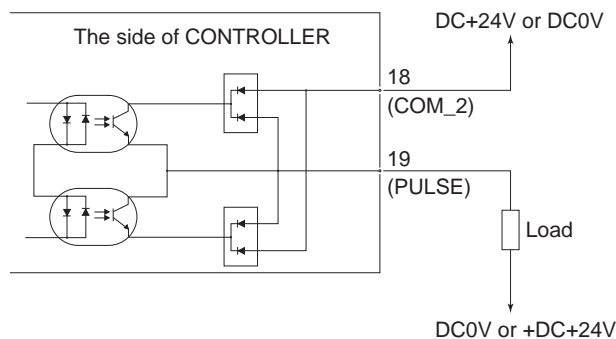 DC+24V or DC0V
The side of CONTROLLER
18
(COM_2)
19
(PULSE)
Load
DC0V or +DC+24V